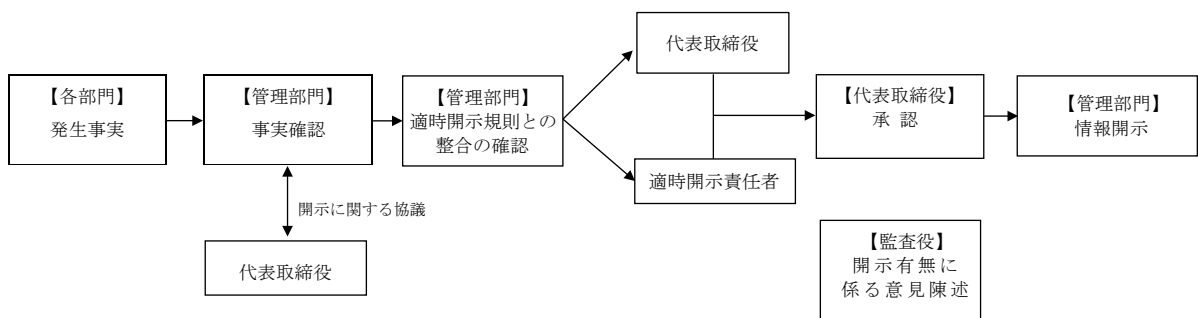 【各部門】
発生事実
【管理部門】
事実確認
開示に関する協議
代表取締役
【管理部門】
適時開示規則との
整合の確認
代表取締役
適時開示責任者
【代表取締役】
承 認
【監査役】
開示有無に
係る意見陳述
【管理部門】
情報開示